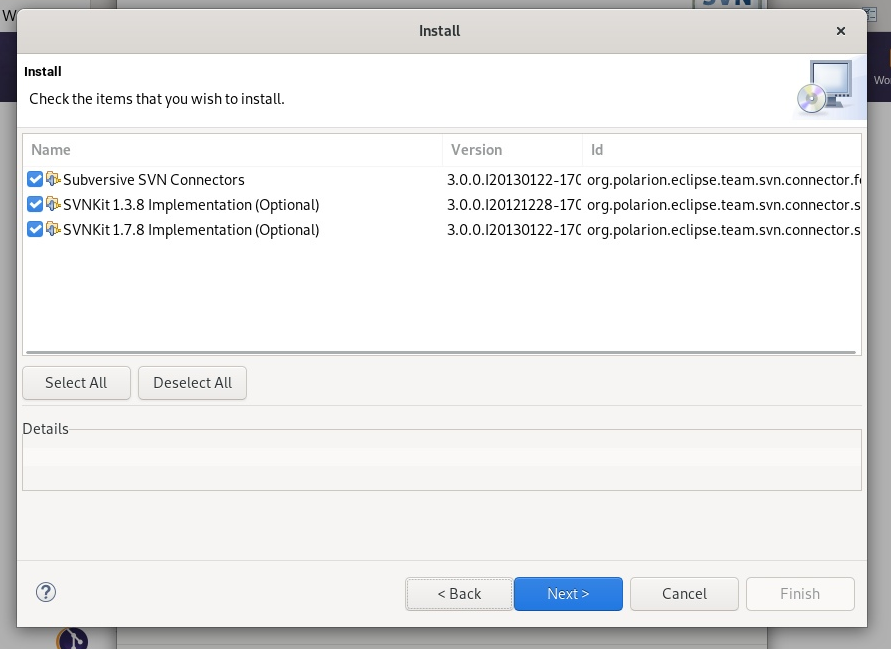 SVN
W
Install
Install
Check the items that you wish to install.
Name Version Id
Subversive SVN Connectors 3.0.0.I20130122-170 org.polarion.eclipse.team.svn.connector.fe
SVNKit 1.3.8 Implementation (Optional) 3.0.0.I20121228-170 org.polarion.eclipse.team.svn.connector.s
SVNKit 1.7.8 Implementation (Optional) 3.0.0.I20130122-170 org.polarion.eclipse.team.svn.connector.s
Wo
Select All Deselect All
Details
? < Back Next > Cancel Finish